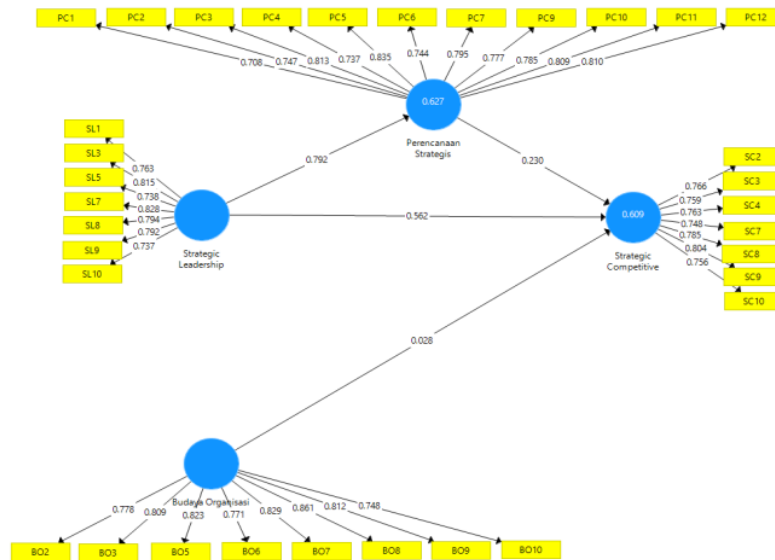 PC1 PC2 PC3 PC4 PC5 PC6 PC7 PC9 PC10 PC11 PC12
0.708 0.747 0.813 0.737 0.835 0.744 0.795 0.777 0.785 0.809 0.810
0.627
Perencanaan
Strategis
SL1
SL3
SL5
SL7
SL8
SL9
SL10
0.763
0.815
0.738
0.828
0.794
0.792
0.737
Strategic
Leadership
0.792
0.230
0.562
0.028
0.609
Strategic
Competitive
0.766
0.759
0.763
0.748
0.785
0.804
0.756
SC2
SC3
SC4
SC7
SC8
SC9
SC10
Budaya Organisasi
0.778 0.809 0.823 0.771 0.829 0.861 0.812 0.748
BO2 BO3 BO5 BO6 BO7 BO8 BO9 BO10